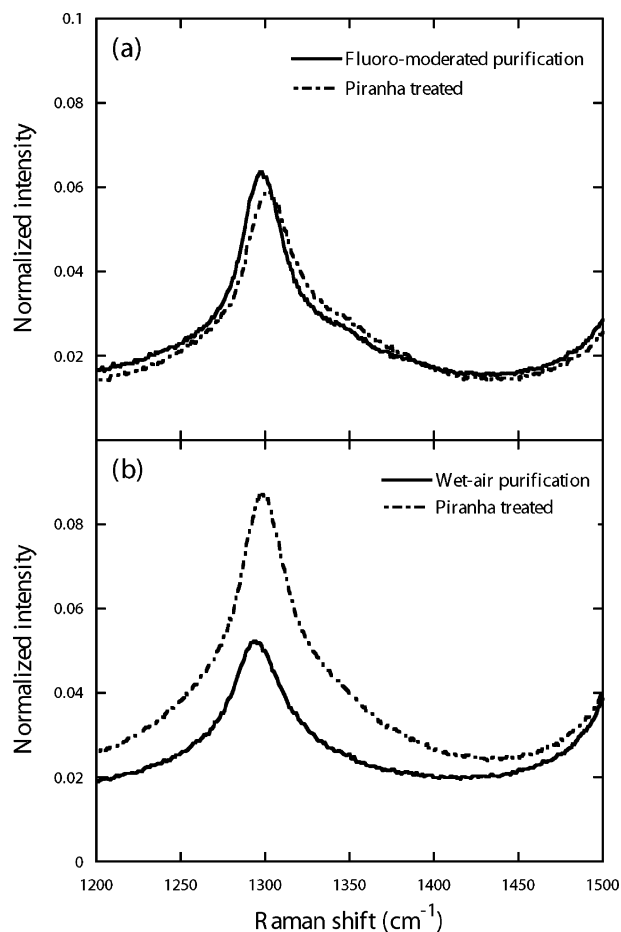 0.1
(a)
Fluoro-moderated purification
Piranha treated
0.08
0.06
0.04
0.02
Normalized intensity
(b)
Wet-air purification
Piranha treated
0.08
0.06
0.04
0.02
0
Normalized intensity
1200 1250 1300 1350 1400 1450 1500
Raman shift (cm⁻¹)